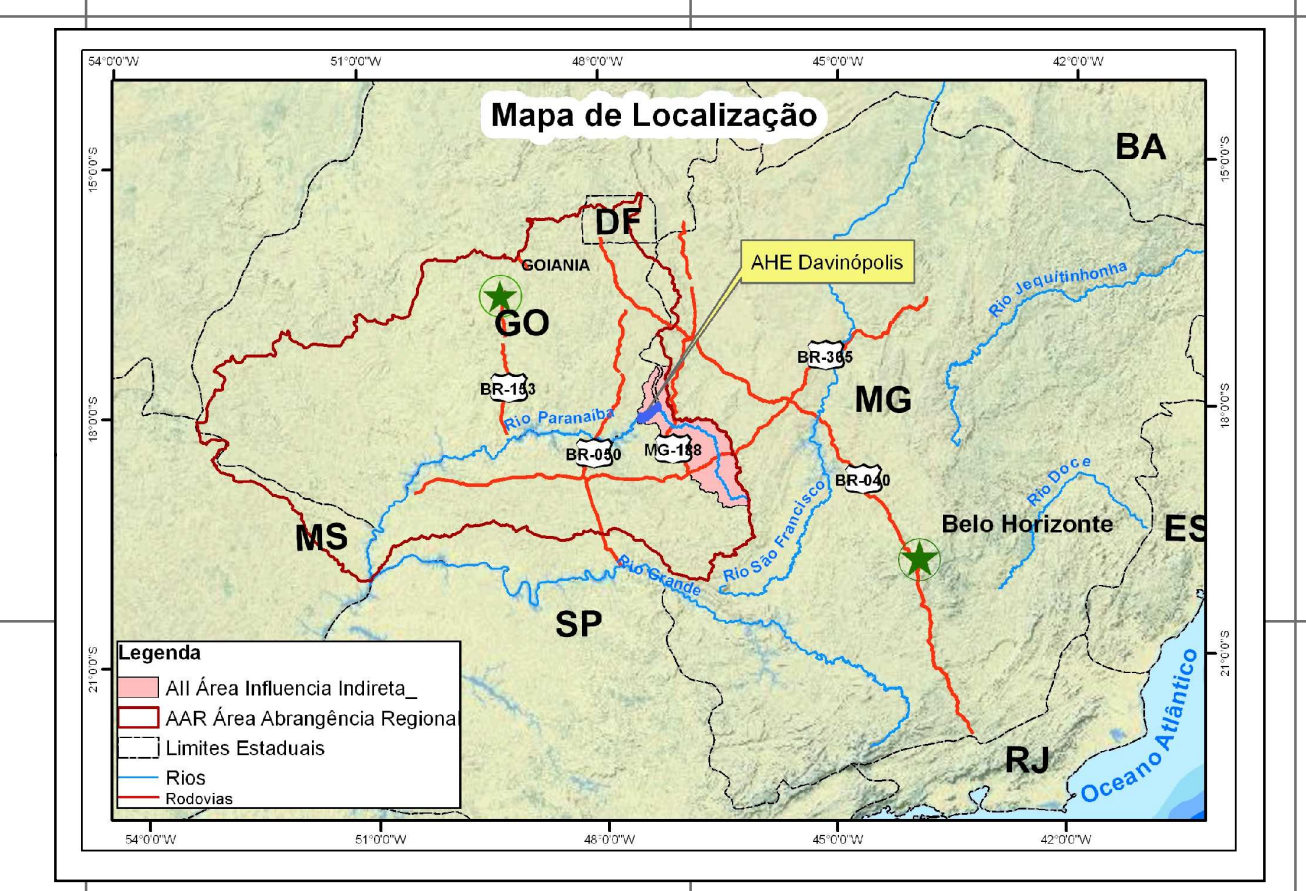 54°0'0"W 51°0'0"W 48°0'0"W 45°0'0"W 42°0'0"W
Mapa de Localização
BA
15°0'0"S
15°0'0"S
DF
AHE Davinópolis
GOIANIA
Rio Jequitinhonha
GO
BR-365
BR-153
MG
Rio Paranaíba
18°0'0"S
18°0'0"S
BR-050
MG-188
BR-040
Rio Doce
Rio São Francisco
Belo Horizonte
ES
MS
Rio Grande
SP
Legenda
AII Área Influencia Indireta_
AAR Área Abrangência Regional
Limites Estaduais
Rios
Rodovias
21°0'0"S
21°0'0"S
RJ
Oceano Atlântico
54°0'0"W 51°0'0"W 48°0'0"W 45°0'0"W 42°0'0"W